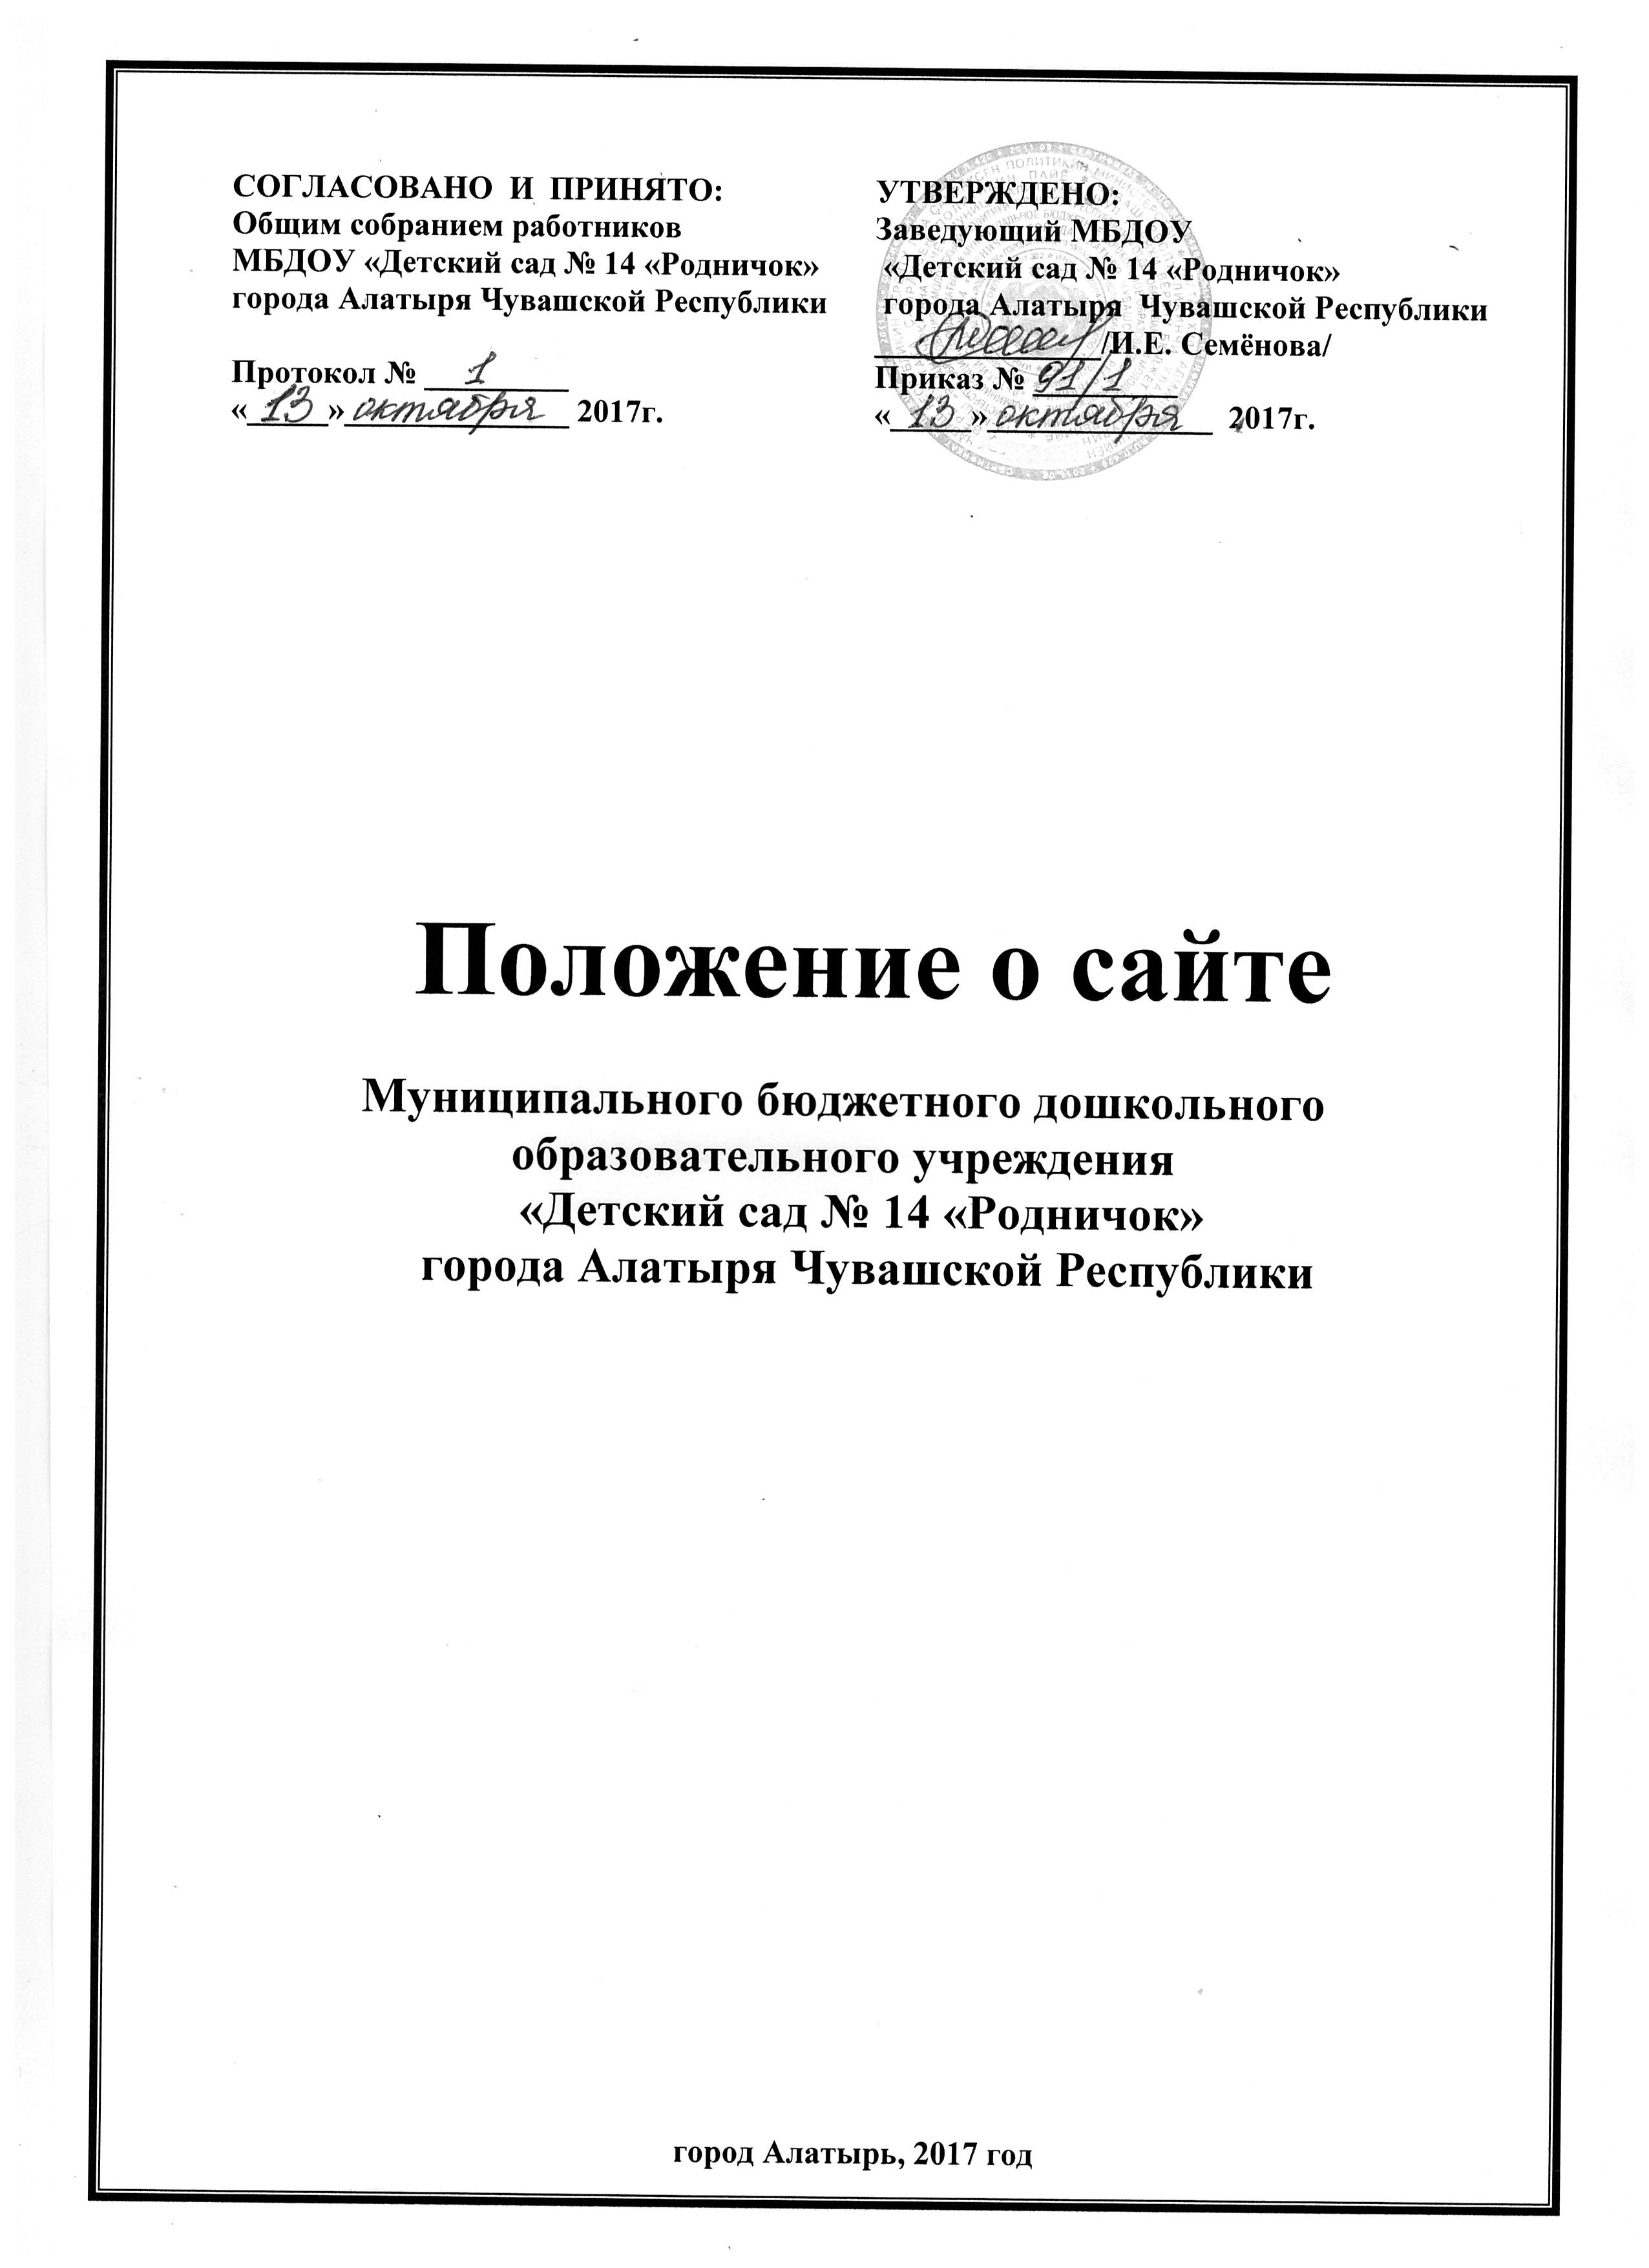 СОГЛАСОВАНО И ПРИНЯТО:
Общим собранием работников
МБДОУ «Детский сад № 14 «Родничок»
города Алатыря Чувашской Республики
Протокол № 1
«13» октября 2017г.
УТВЕРЖДЕНО:
Заведующий МБДОУ
«Детский сад № 14 «Родничок»
города Алатыря Чувашской Республики
/И.Е. Семёнова/
Приказ № 91/1
«13» октября 2017г.
Положение о сайте
Муниципального бюджетного дошкольного
образовательного учреждения
«Детский сад № 14 «Родничок»
города Алатыря Чувашской Республики
город Алатырь, 2017 год